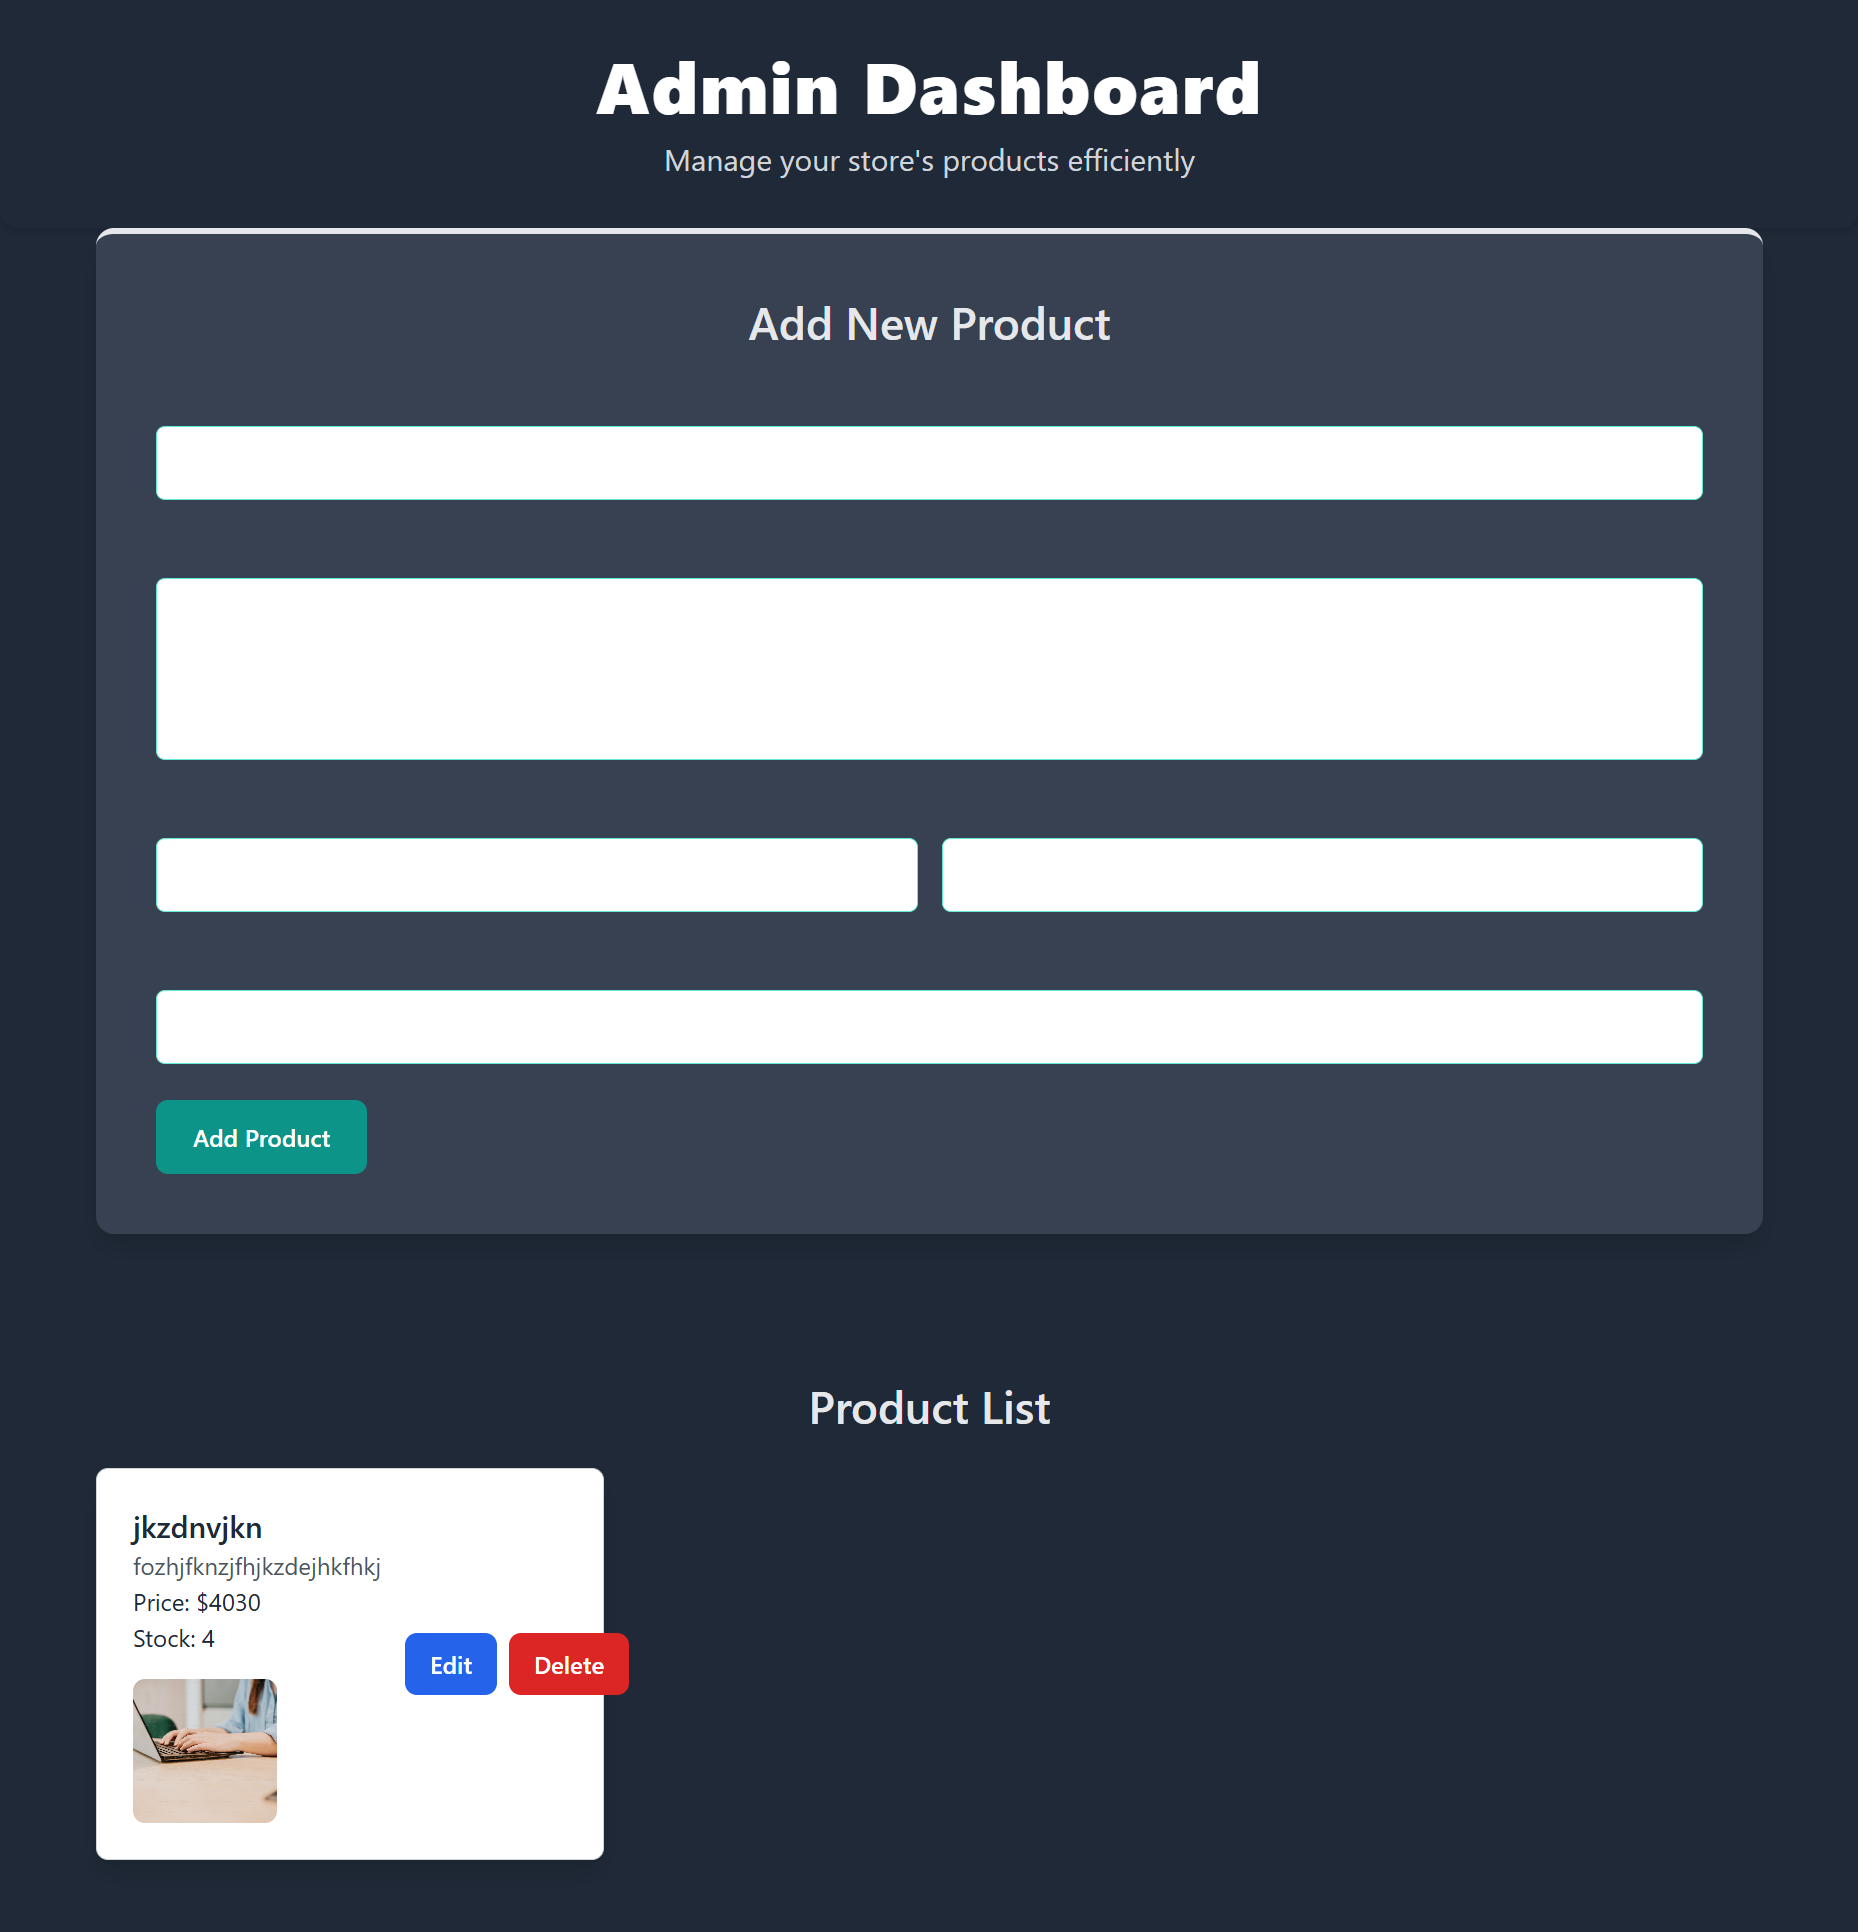 Admin Dashboard
Manage your store's products efficiently
Add New Product
Add Product
Product List
jkzdnvjkn
fozhjfknzjfhjkzdejhkfhkj
Price: $4030
Stock: 4
Edit
Delete